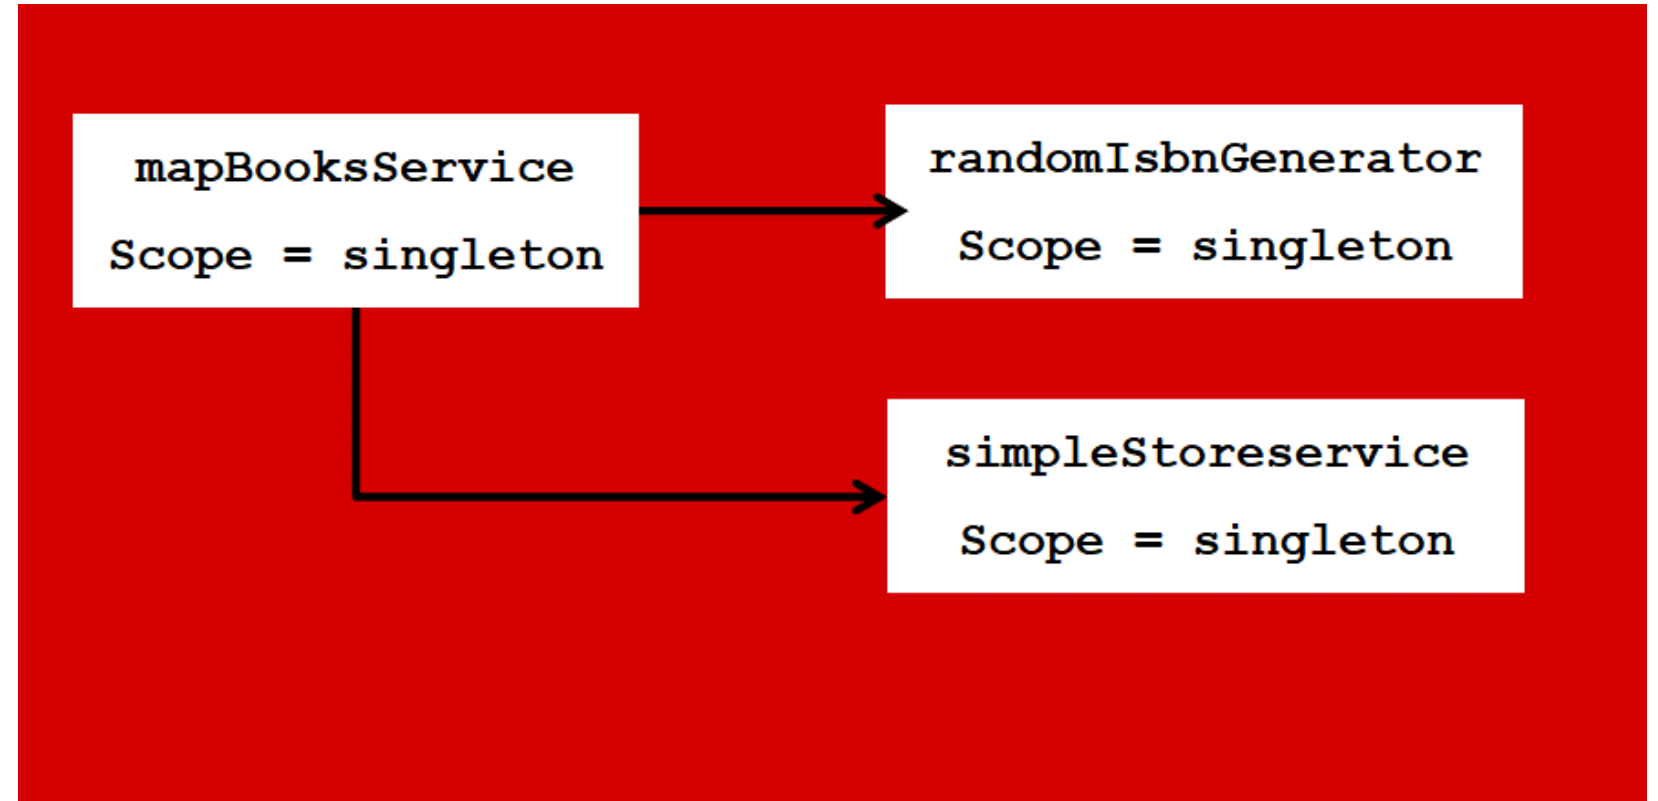 mapBooksService
Scope = singleton
randomIsbnGenerator
Scope = singleton
simpleStoreservice
Scope = singleton